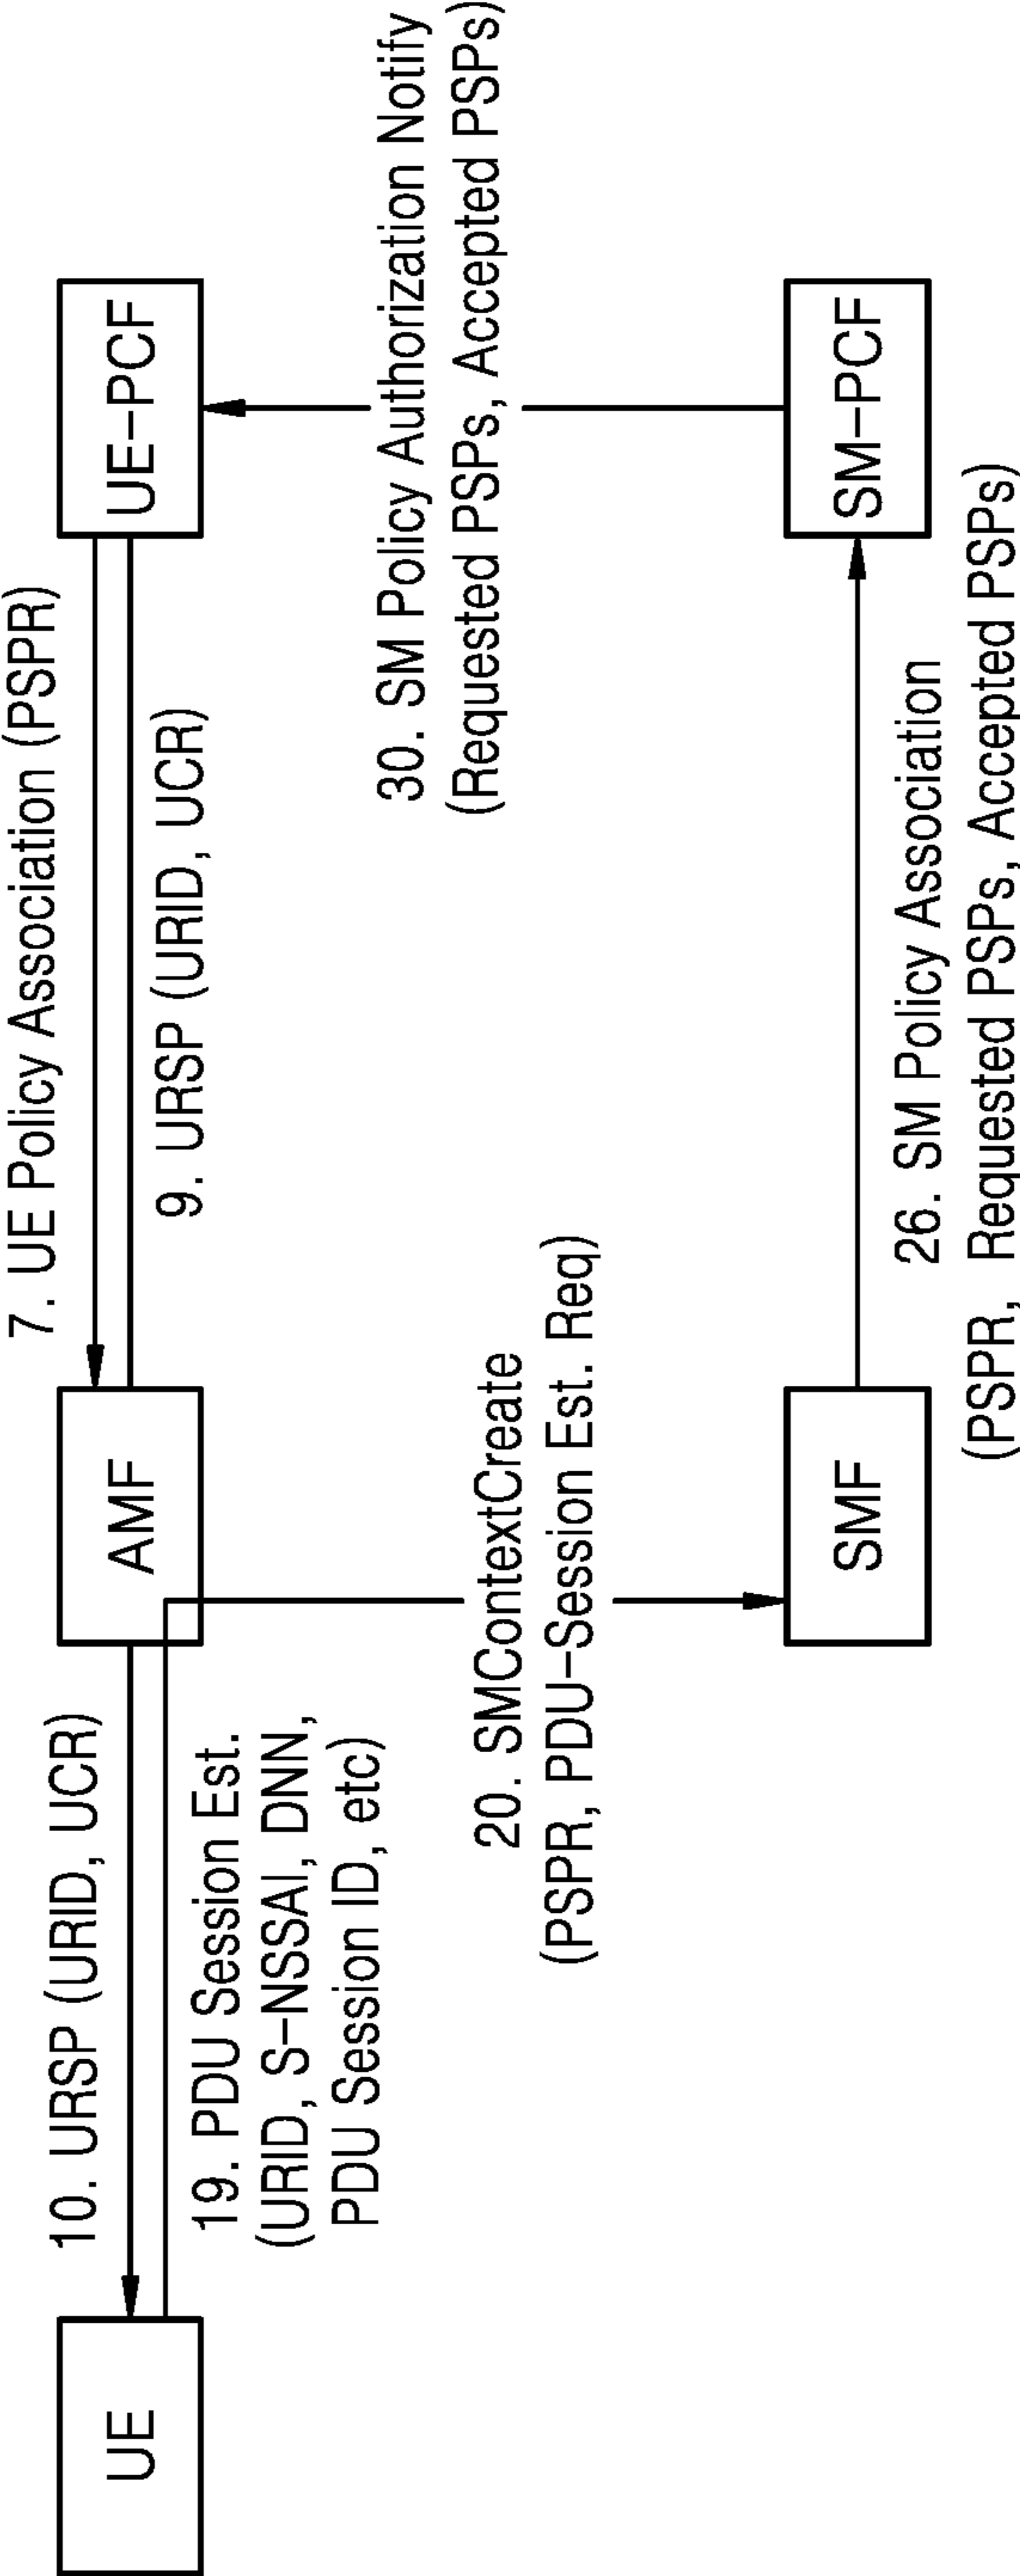 7. UE Policy Association (PSPR)
10. URSP (URID, UCR)
UE
AMF
UE-PCF
9. URSP (URID, UCR)
19. PDU Session Est.
(URID, S-NSSAI, DNN,
PDU Session ID, etc)
30. SM Policy Authorization Notify
(Requested PSPs, Accepted PSPs)
20. SMContextCreate
(PSPR, PDU-Session Est. Req)
SMF
SM-PCF
26. SM Policy Association
(PSPR, Requested PSPs, Accepted PSPs)